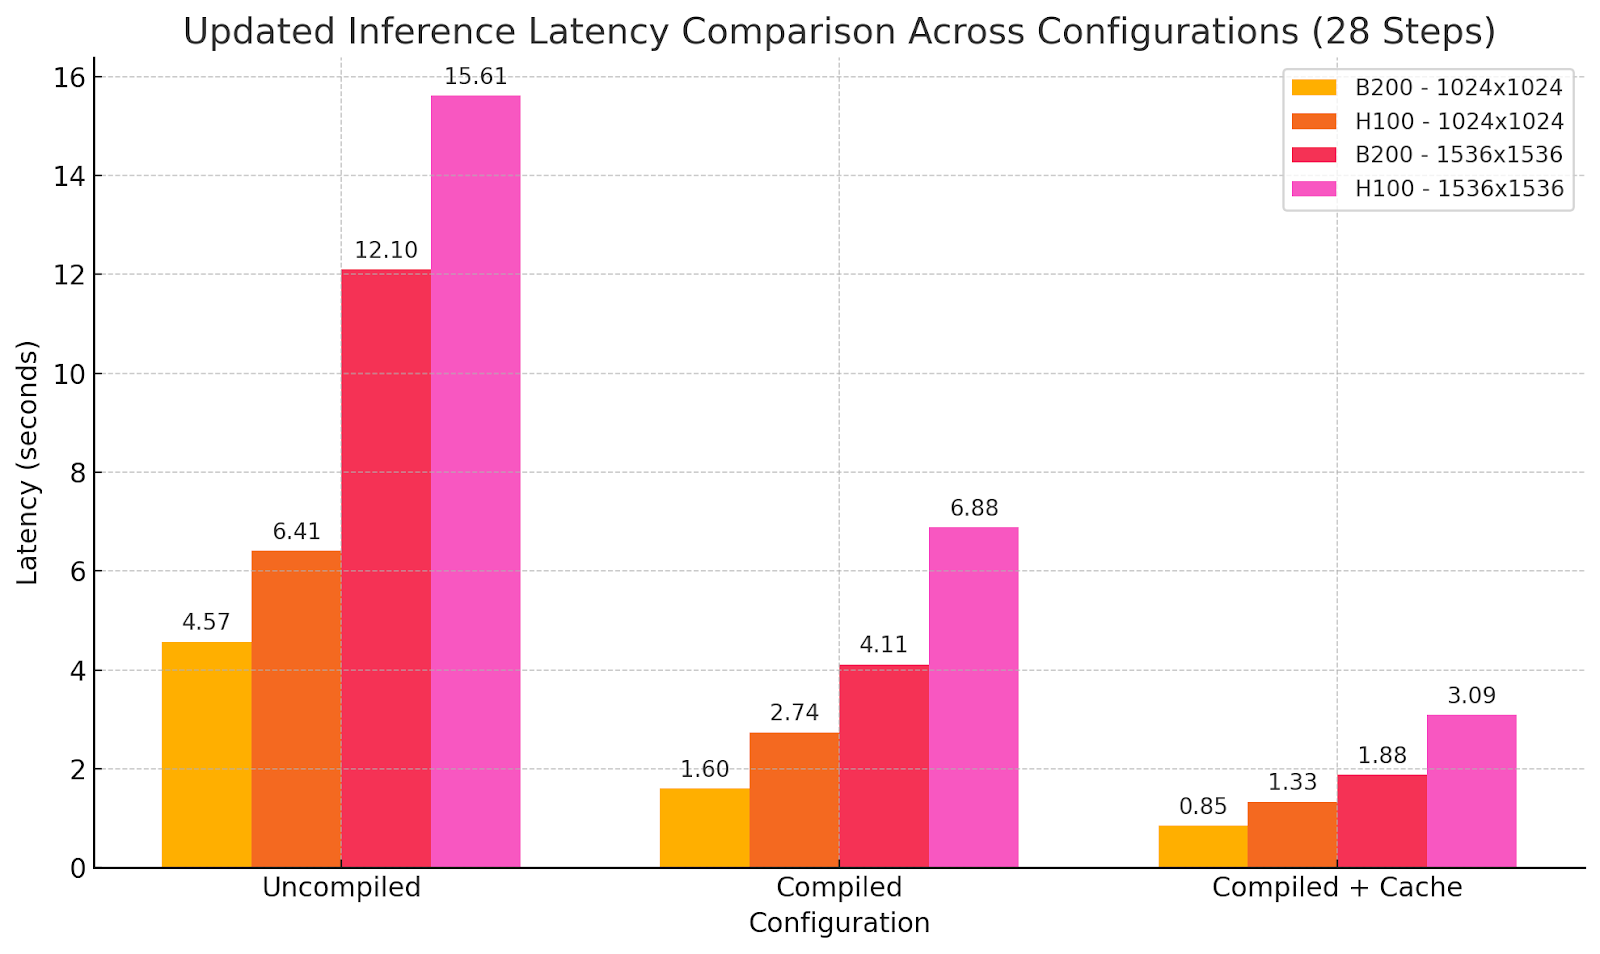 Updated Inference Latency Comparison Across Configurations (28 Steps)
B200 - 1024x1024
H100 - 1024x1024
B200 - 1536x1536
H100 - 1536x1536
Latency (seconds)
16
14
12
10
8
6
4
2
0
4.57
6.41
12.10
15.61
1.60
2.74
4.11
6.88
0.85
1.33
1.88
3.09
Uncompiled
Compiled
Compiled + Cache
Configuration